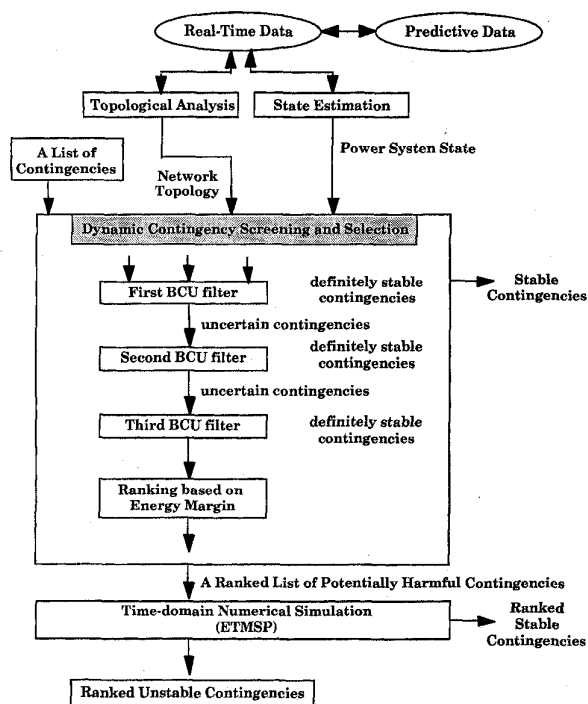 Real-Time Data
Predictive Data
Topological Analysis
State Estimation
A List of
Contingencies
Power Systen State
Network
Topology
Dynamic Contingency Screening and Selection
First BCU filter
definitely stable
contingencies
Stable
Contingencies
uncertain contingencies
Second BCU filter
definitely stable
contingencies
uncertain contingencies
Third BCU filter
definitely stable
contingencies
Ranking based on
Energy Margin
A Ranked List of Potentially Harmful Contingencies
Time-domain Numerical Simulation
(ETMSP)
Ranked
Stable
Contingencies
Ranked Unstable Contingencies